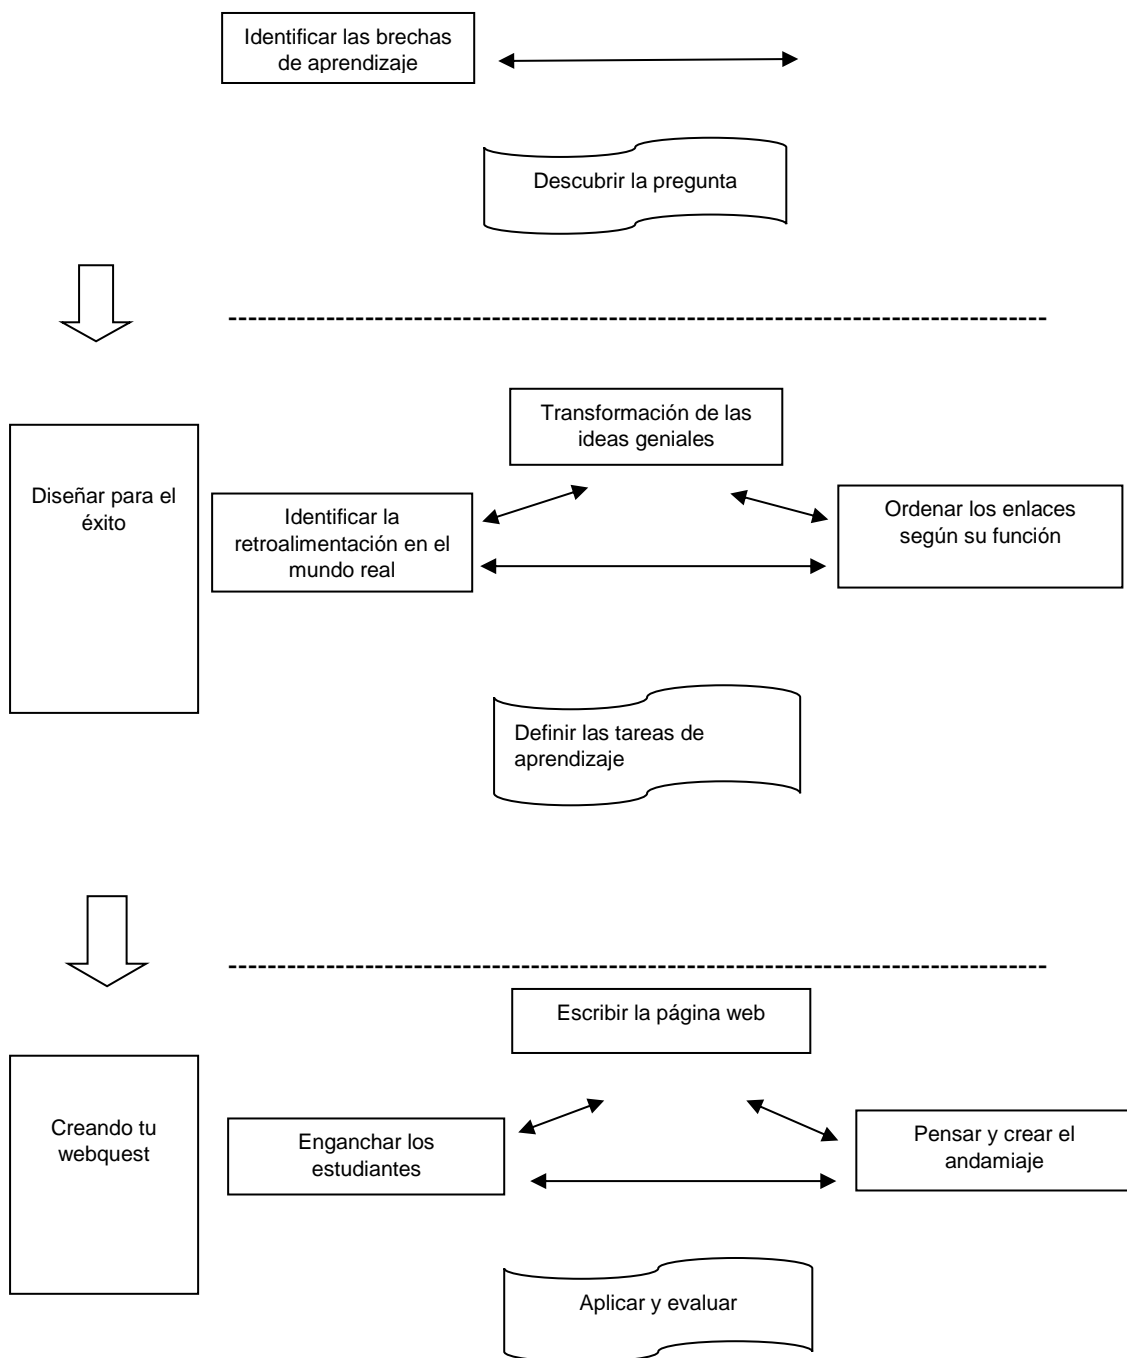 Identificar las brechas
de aprendizaje
Descubrir la pregunta
Transformación de las
ideas geniales
Diseñar para el
éxito
Identificar la
retroalimentación en el
mundo real
Ordenar los enlaces
según su función
Definir las tareas de
aprendizaje
Escribir la página web
Creando tu
webquest
Enganchar los
estudiantes
Pensar y crear el
andamiaje
Aplicar y evaluar